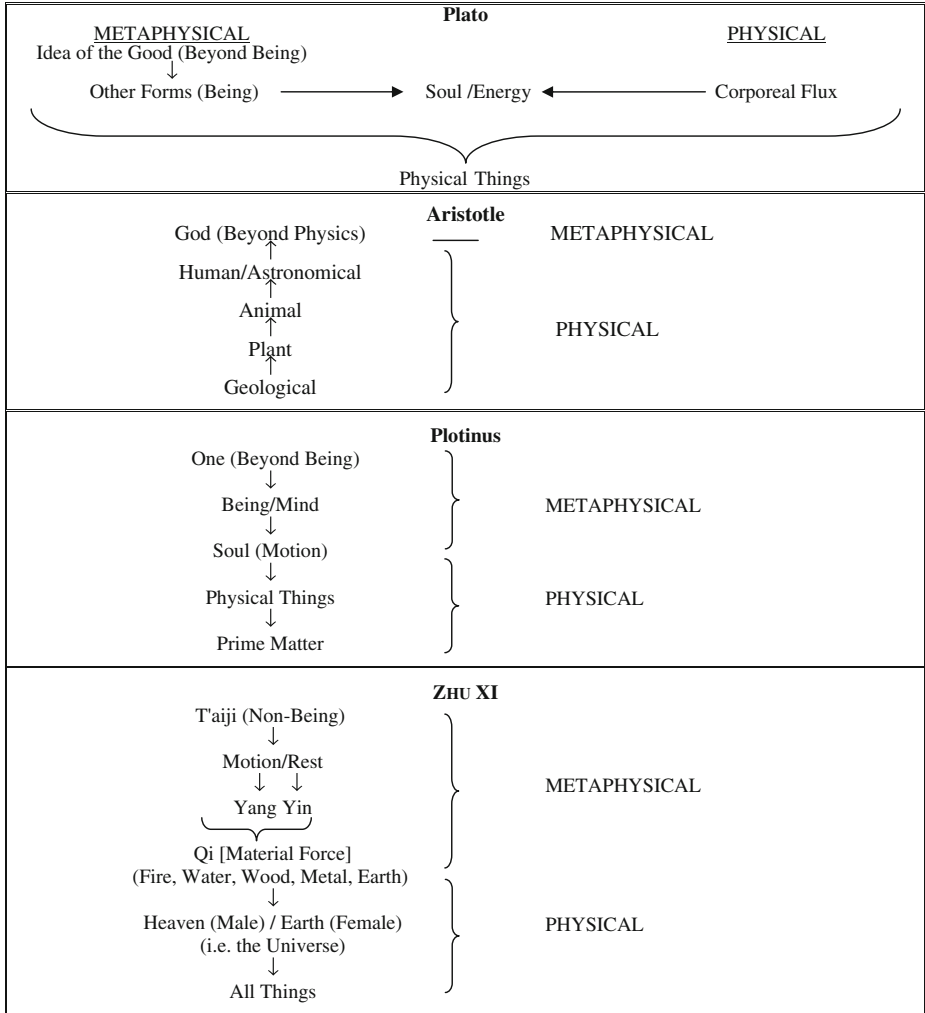 Plato
METAPHYSICAL PHYSICAL
Idea of the Good (Beyond Being)
Other Forms (Being) Soul /Energy Corporeal Flux
Physical Things
Aristotle
God (Beyond Physics) METAPHYSICAL
Human/Astronomical
Animal
PHYSICAL
Plant
Geological
Plotinus
One (Beyond Being)
Being/Mind METAPHYSICAL
Soul (Motion)
Physical Things PHYSICAL
Prime Matter
ZHU XI
T'aiji (Non-Being)
Motion/Rest
METAPHYSICAL
Yang Yin
Qi [Material Force]
(Fire, Water, Wood, Metal, Earth)
Heaven (Male) / Earth (Female) PHYSICAL
(i.e. the Universe)
All Things